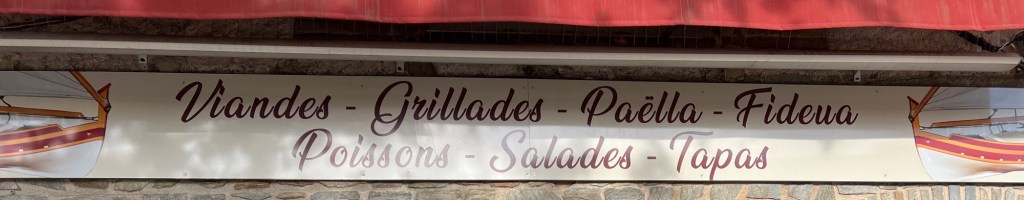 Viandes - Grillades - Paëlla - Fideua
Poissons - Salades - Tapas